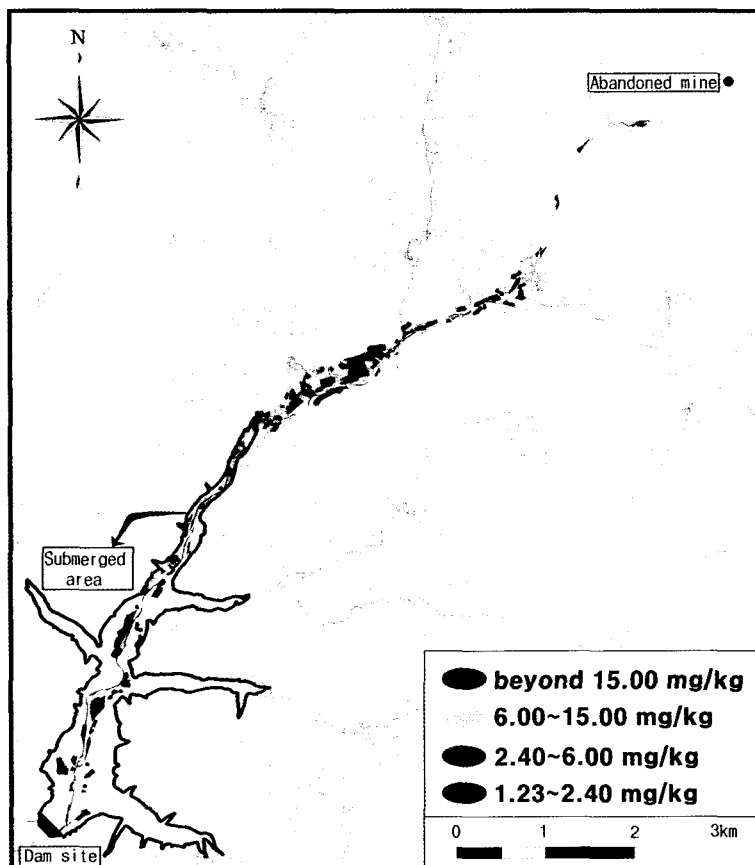 N
Abandoned mine
Submerged
area
beyond 15.00 mg/kg
6.00~15.00 mg/kg
2.40~6.00 mg/kg
1.23~2.40 mg/kg
0 1 2 3km
Dam site